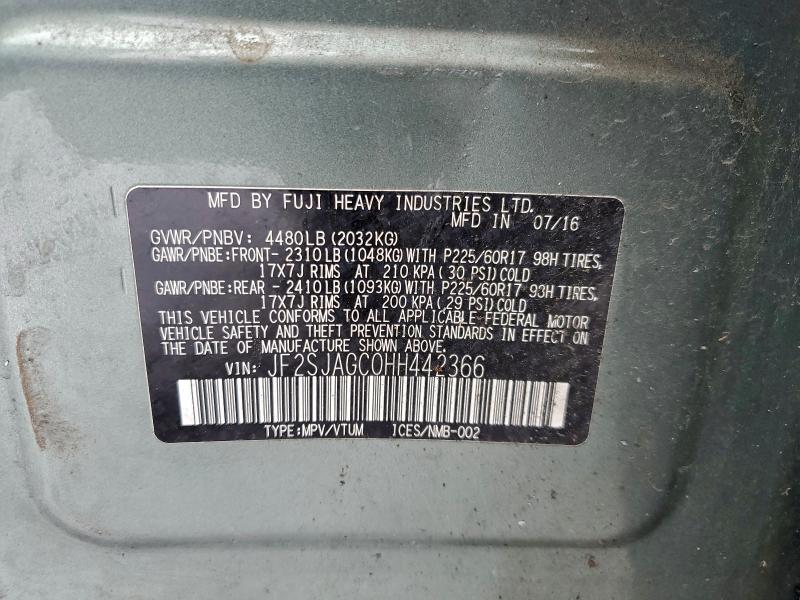 MFD BY FUJI HEAVY INDUSTRIES LTD.
MFD IN 07/16
GVWR/PNBV: 4480LB (2032KG)
GAWR/PNBE:FRONT- 2310LB (1048KG) WITH P225/60R17 98H TIRES,
17X7J RIMS AT 210 KPA (30 PSI) COLD
GAWR/PNBE:REAR - 2410LB (1093KG) WITH P225/60R17 98H TIRES,
17X7J RIMS AT 200 KPA (29 PSI) COLD
THIS VEHICLE CONFORMS TO ALL APPLICABLE FEDERAL MOTOR
VEHICLE SAFETY AND THEFT PREVENTION STANDARDS IN EFFECT ON
THE DATE OF MANUFACTURE SHOWN ABOVE.
VIN: JF2SJAGC0HH442366
TYPE:MPV/VTUM ICES/NMB-002